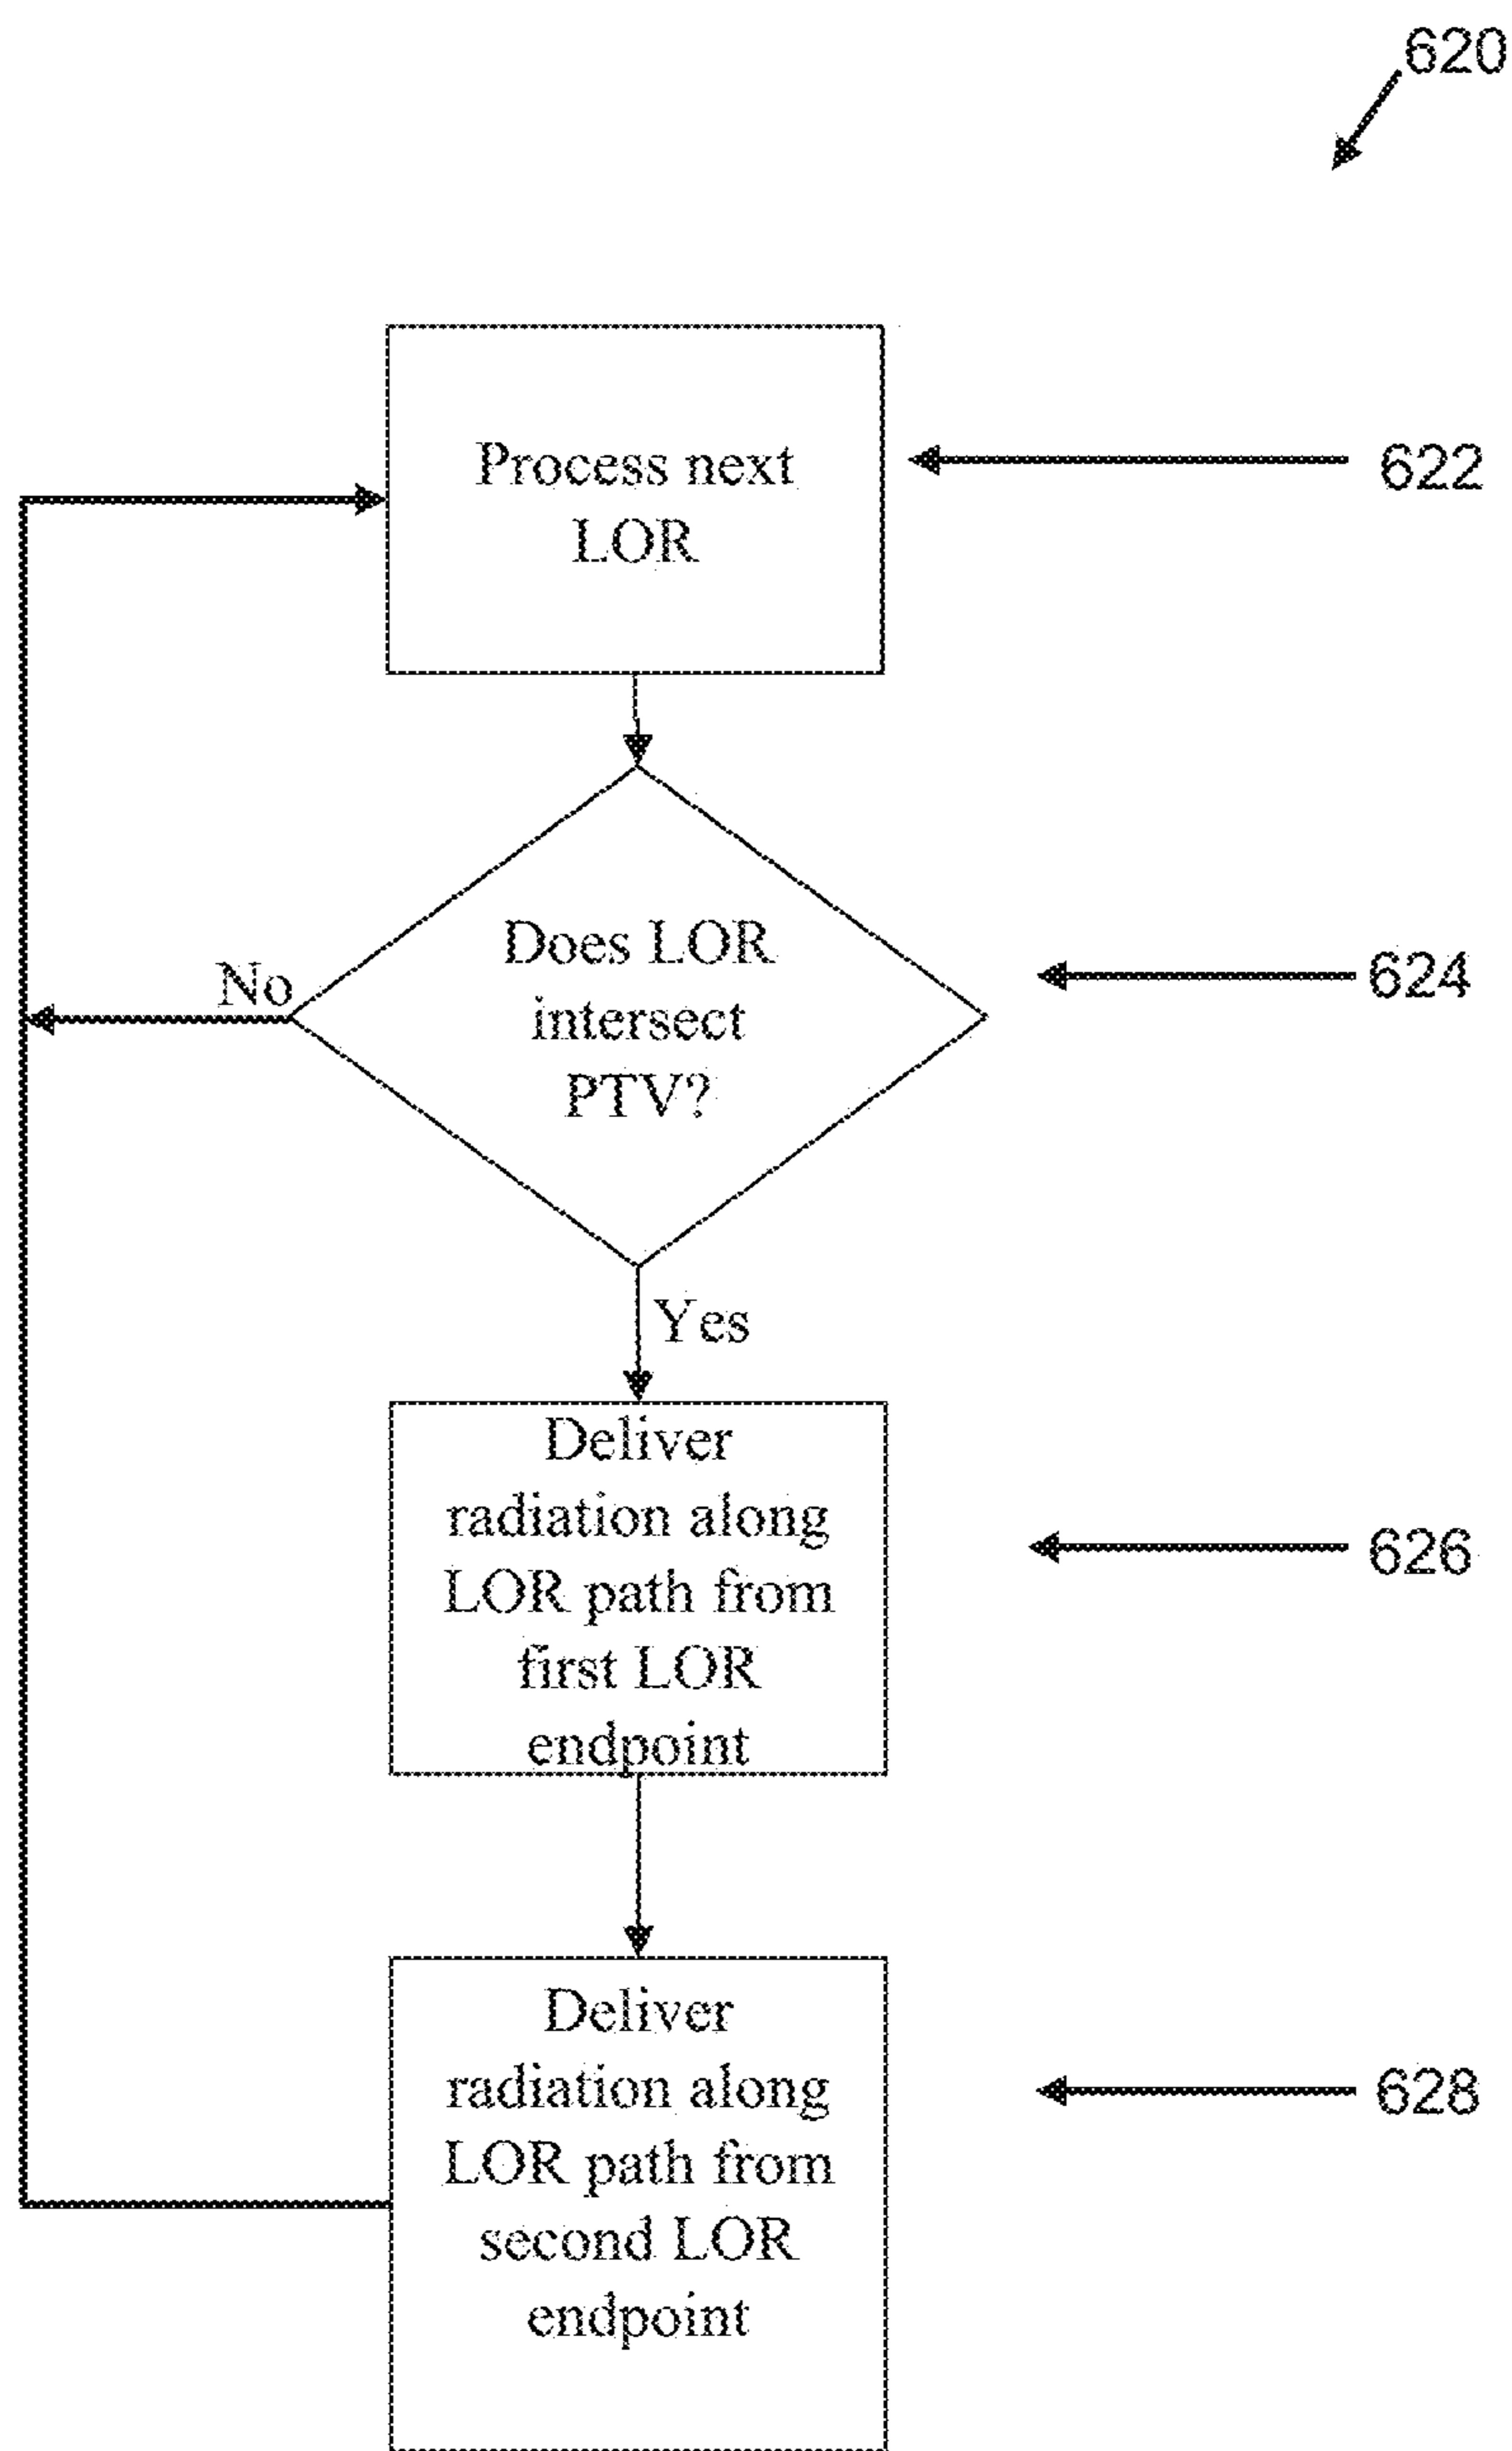 620
Process next
LOR
622
Does LOR
intersect
PTV?
624
No
Yes
Deliver
radiation along
LOR path from
first LOR
endpoint
626
Deliver
radiation along
LOR path from
second LOR
endpoint
628